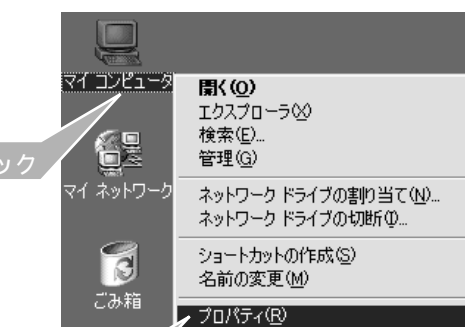 マイ コンピュータ
開く(O)
エクスプローラ(X)
検索(E)...
管理(G)
ック
マイ ネットワーク
ネットワーク ドライブの割り当て(N)...
ネットワーク ドライブの切断(I)...
ショートカットの作成(S)
名前の変更(M)
ごみ箱
プロパティ(R)